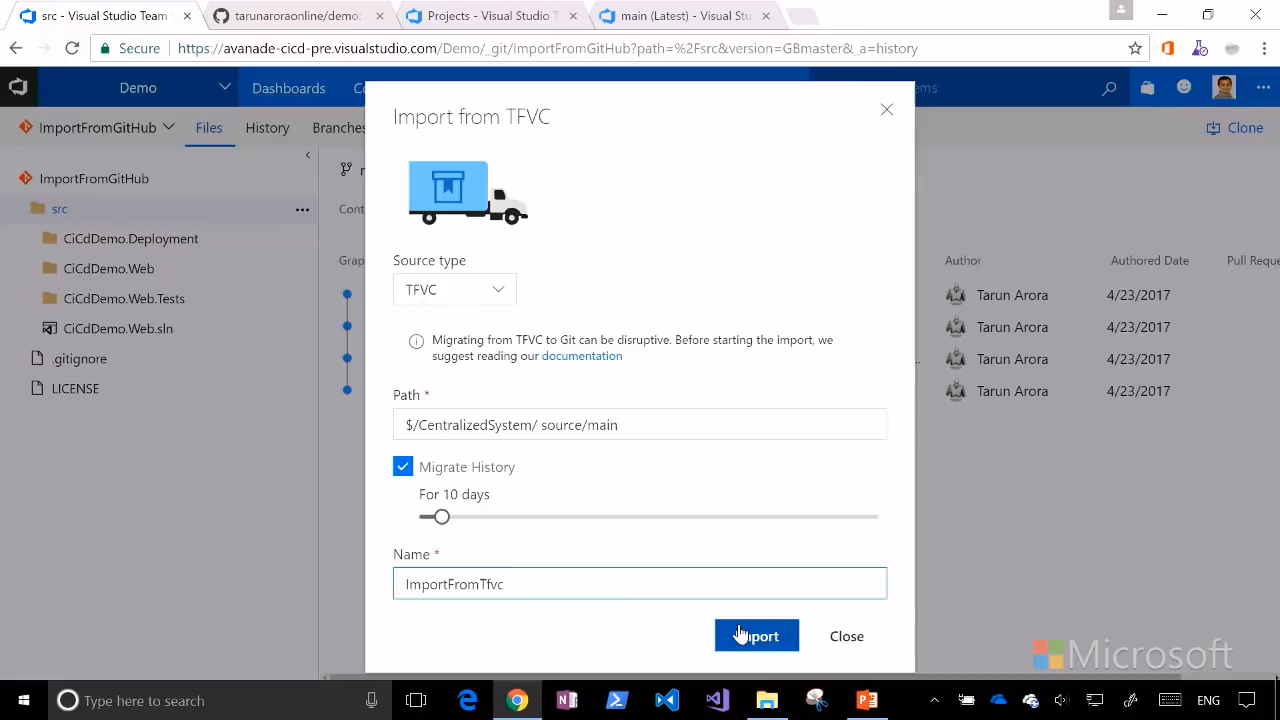 src - Visual Studio Team
tarunaroraonline/demo:
Projects - Visual Studio T
main (Latest) - Visual Stud
Secure
https://avanade-cicd-pre.visualstudio.com/Demo/_git/ImportFromGitHub?path=%2Fsrc&version=GBmaster&_a=history
Demo
Dashboards
ImportFromGitHub
Files
History
Branches
Clone
Import from TFVC
ImportFromGitHub
src
CiCdDemo.Deployment
CiCdDemo.Web
CiCdDemo.Web.Tests
CiCdDemo.Web.sln
.gitignore
LICENSE
Source type
TFVC
Migrating from TFVC to Git can be disruptive. Before starting the import, we
suggest reading our documentation
Path *
$/CentralizedSystem/ source/main
Migrate History
For 10 days
Name *
ImportFromTfvc
Import
Close
Author
Authored Date
Pull Reque
Tarun Arora
4/23/2017
Tarun Arora
4/23/2017
Tarun Arora
4/23/2017
Tarun Arora
4/23/2017
Microsoft
Type here to search
ENG